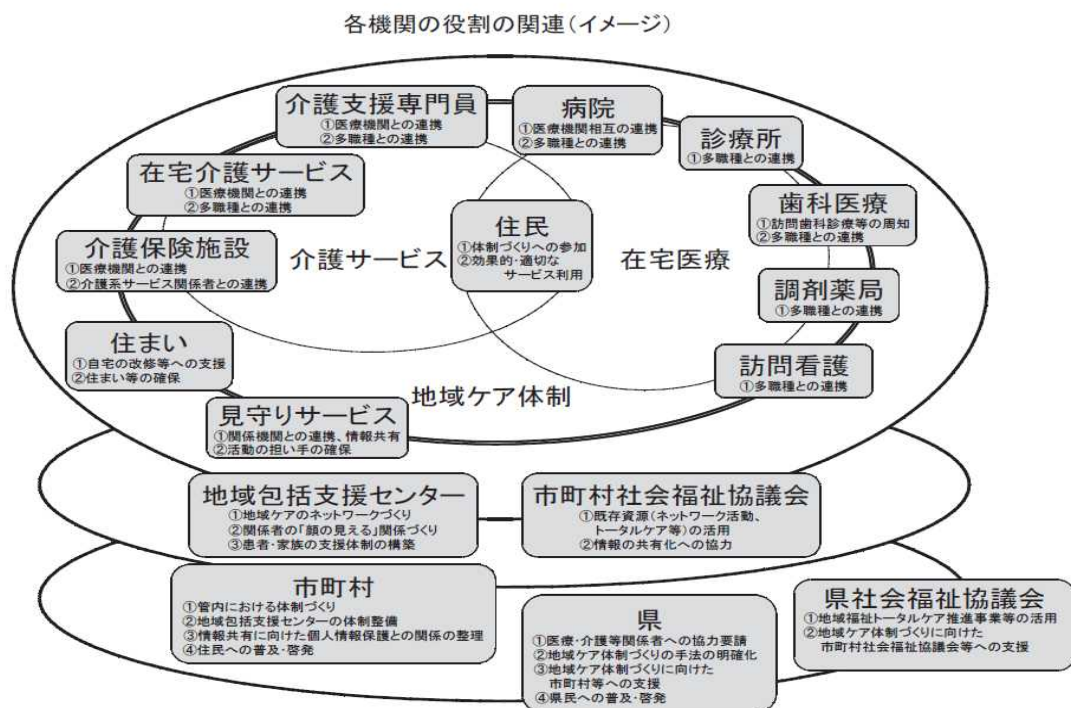 各機関の役割の関連(イメージ)
介護支援専門員
①医療機関との連携
②多職種との連携
病院
①医療機関相互の連携
②多職種との連携
診療所
①多職種との連携
在宅介護サービス
①医療機関との連携
②多職種との連携
歯科医療
①訪問歯科診療等の周知
②多職種との連携
住民
①体制づくりへの参加
②効果的・適切な
サービス利用
介護サービス
在宅医療
介護保険施設
①医療機関との連携
②介護系サービス関係者との連携
調剤薬局
①多職種との連携
住まい
①自宅の改修等への支援
②住まい等の確保
訪問看護
①多職種との連携
地域ケア体制
見守りサービス
①関係機関との連携、情報共有
②活動の担い手の確保
地域包括支援センター
①地域ケアのネットワークづくり
②関係者の「顔の見える」関係づくり
③患者・家族の支援体制の構築
市町村社会福祉協議会
①既存資源(ネットワーク活動、
トータルケア等)の活用
②情報の共有化への協力
市町村
①管内における体制づくり
②地域包括支援センターの体制整備
③情報共有に向けた個人情報保護との関係の整理
④住民への普及・啓発
県
①医療・介護等関係者への協力要請
②地域ケア体制づくりの手法の明確化
③地域ケア体制づくりに向けた
市町村等への支援
④県民への普及・啓発
県社会福祉協議会
①地域福祉トータルケア推進事業等の活用
②地域ケア体制づくりに向けた
市町村社会福祉協議会等への支援